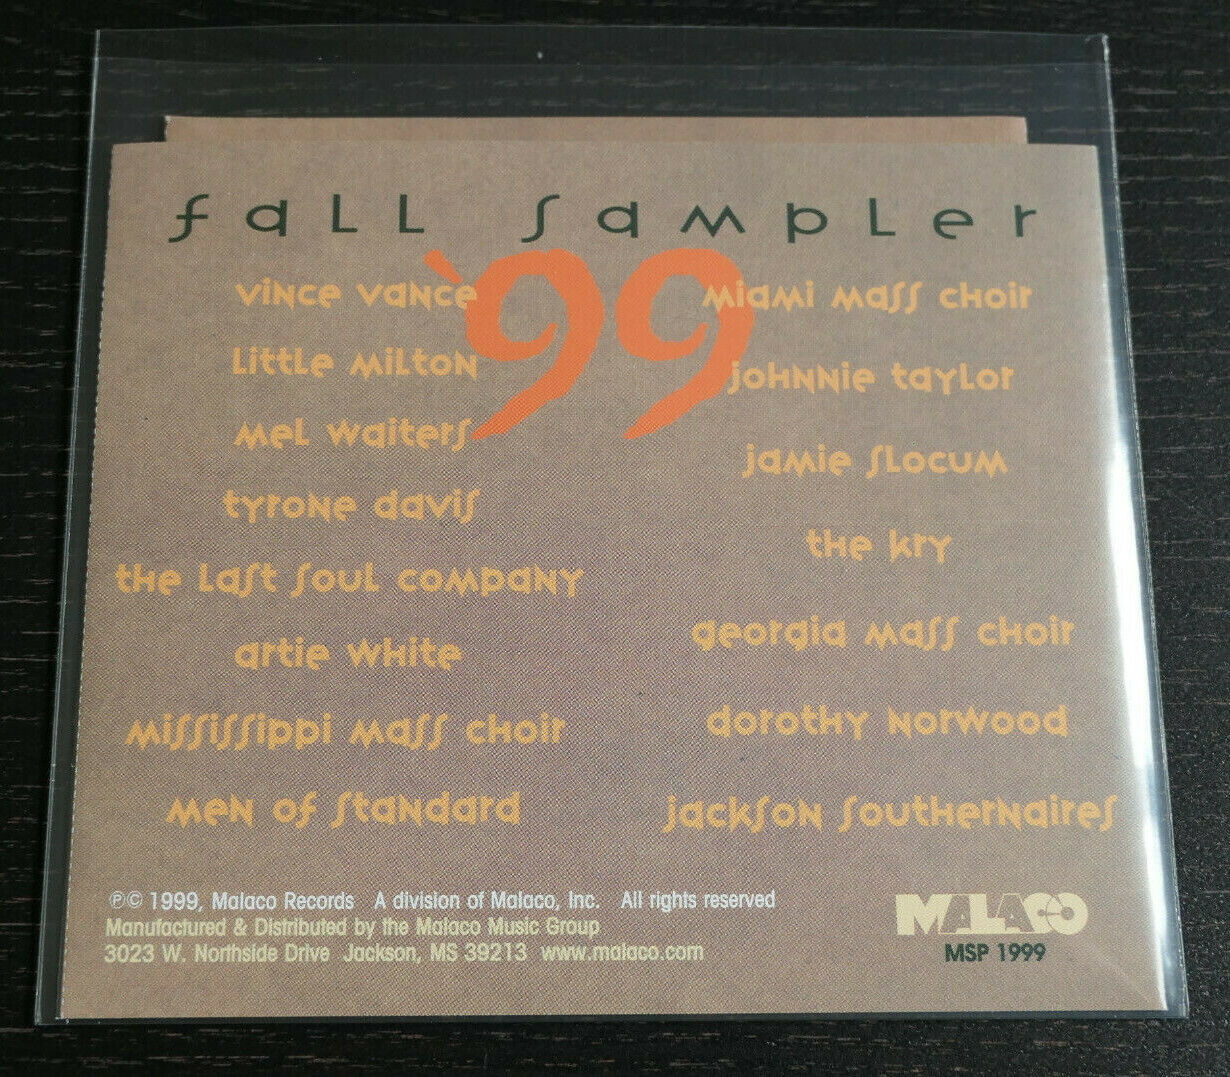 fall sampler
'99
vince vance
little milton
mel waiters
tyrone davis
the last soul company
artie white
mississippi mass choir
men of standard
miami mass choir
johnnie taylor
jamie slocum
the kry
georgia mass choir
dorothy norwood
jackson southernaires
℗© 1999, Malaco Records A division of Malaco, Inc. All rights reserved
Manufactured & Distributed by the Malaco Music Group
3023 W. Northside Drive Jackson, MS 39213 www.malaco.com
MALACO
MSP 1999